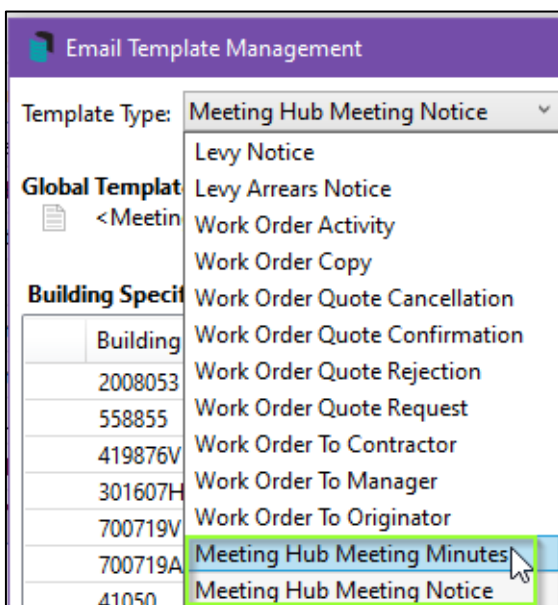 Email Template Management
Template Type: Meeting Hub Meeting Notice
Levy Notice
Global Templat Levy Arrears Notice
<Meetin Work Order Activity
Work Order Copy
Building Specif Work Order Quote Cancellation
Building Work Order Quote Confirmation
2008053 Work Order Quote Rejection
558855 Work Order Quote Request
419876V Work Order To Contractor
301607H Work Order To Manager
700719V Work Order To Originator
700719A Meeting Hub Meeting Minutes
41050 Meeting Hub Meeting Notice